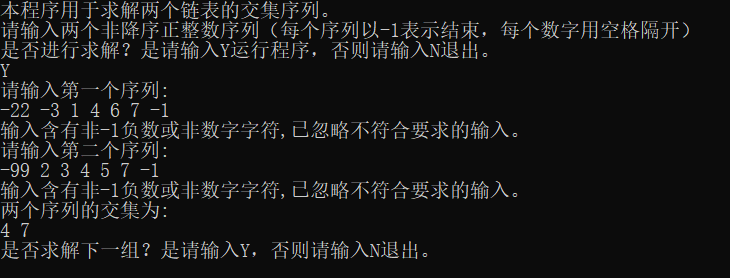 本程序用于求解两个链表的交集序列。
请输入两个非降序正整数序列（每个序列以-1表示结束，每个数字用空格隔开）
是否进行求解？是请输入Y运行程序，否则请输入N退出。
Y
请输入第一个序列:
-22 -3 1 4 6 7 -1
输入含有非-1负数或非数字字符,已忽略不符合要求的输入。
请输入第二个序列:
-99 2 3 4 5 7 -1
输入含有非-1负数或非数字字符,已忽略不符合要求的输入。
两个序列的交集为:
4 7
是否求解下一组？是请输入Y，否则请输入N退出。